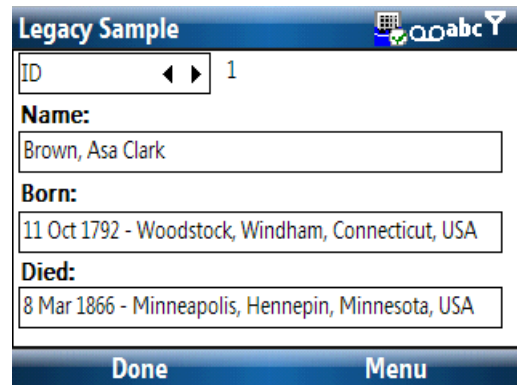 Legacy Sample abc
ID 1
Name:
Brown, Asa Clark
Born:
11 Oct 1792 - Woodstock, Windham, Connecticut, USA
Died:
8 Mar 1866 - Minneapolis, Hennepin, Minnesota, USA
Done Menu